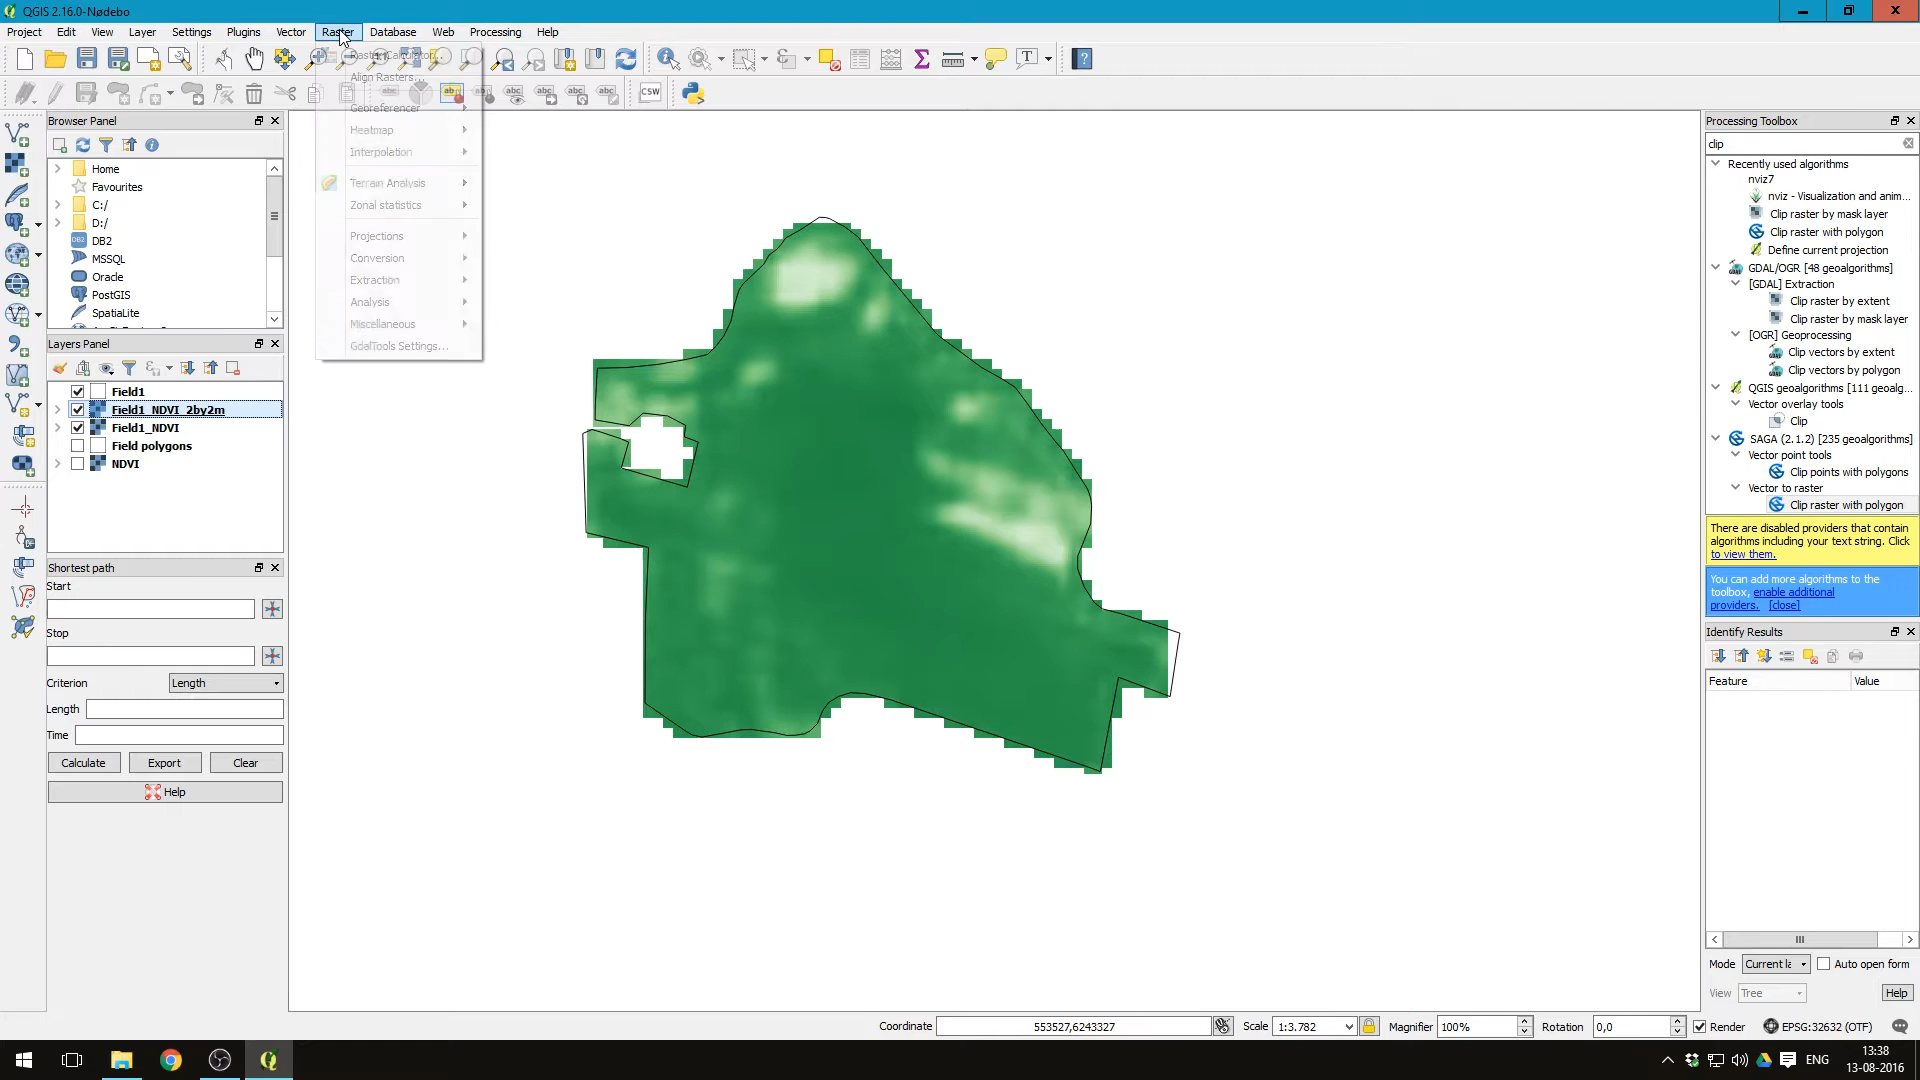 QGIS 2.16.0-Nødebo
Project Edit View Layer Settings Plugins Vector Raster Database Web Processing Help
Raster Calculator...
Align Rasters...
Georeferencer
Heatmap
Interpolation
Terrain Analysis
Zonal statistics
Projections
Conversion
Extraction
Analysis
Miscellaneous
GdalTools Settings...
CSW
Browser Panel
Home
Favourites
C:/
D:/
DB2
MSSQL
Oracle
PostGIS
SpatiaLite
Layers Panel
Field1
Field1_NDVI_2by2m
Field1_NDVI
Field polygons
NDVI
Shortest path
Start
Stop
Criterion Length
Length
Time
Calculate Export Clear
Help
Processing Toolbox
clip
Recently used algorithms
nviz7
nviz - Visualization and anim...
Clip raster by mask layer
Clip raster with polygon
Define current projection
GDAL/OGR [48 geoalgorithms]
[GDAL] Extraction
Clip raster by extent
Clip raster by mask layer
[OGR] Geoprocessing
Clip vectors by extent
Clip vectors by polygon
QGIS geoalgorithms [111 geoalg...
Vector overlay tools
Clip
SAGA (2.1.2) [235 geoalgorithms]
Vector point tools
Clip points with polygons
Vector to raster
Clip raster with polygon
There are disabled providers that contain
algorithms including your text string. Click
to view them.
You can add more algorithms to the
toolbox, enable additional
providers. [close]
Identify Results
Feature Value
Mode Current la Auto open form
View Tree Help
Coordinate 553527,6243327 Scale 1:3.782 Magnifier 100% Rotation 0,0 Render EPSG:32632 (OTF)
ENG
13:38
13-08-2016